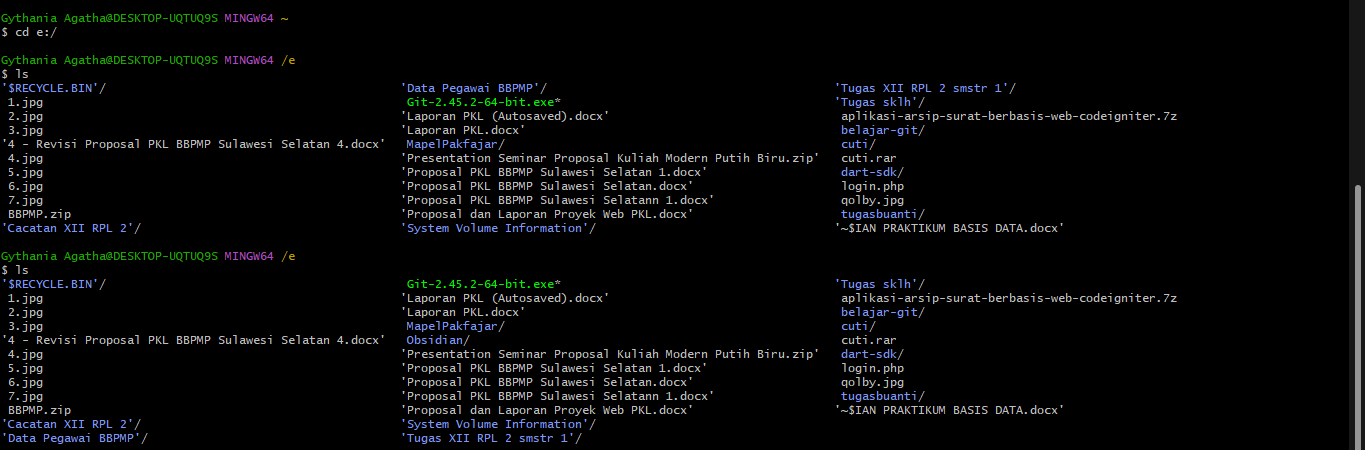 Gythania Agatha@DESKTOP-UQTUQ9S MINGW64 ~
$ cd e:/
Gythania Agatha@DESKTOP-UQTUQ9S MINGW64 /e
$ ls
'$RECYCLE.BIN'/ 'Data Pegawai BBPMP'/ 'Tugas XII RPL 2 smstr 1'/
1.jpg Git-2.45.2-64-bit.exe* 'Tugas sklh'/
2.jpg 'Laporan PKL (Autosaved).docx' aplikasi-arsip-surat-berbasis-web-codeigniter.7z
3.jpg 'Laporan PKL.docx' belajar-git/
'4 - Revisi Proposal PKL BBPMP Sulawesi Selatan 4.docx' MapelPakfajar/ cuti/
4.jpg 'Presentation Seminar Proposal Kuliah Modern Putih Biru.zip' cuti.rar
5.jpg 'Proposal PKL BBPMP Sulawesi Selatan 1.docx' dart-sdk/
6.jpg 'Proposal PKL BBPMP Sulawesi Selatan.docx' login.php
7.jpg 'Proposal PKL BBPMP Sulawesi Selatann 1.docx' qolby.jpg
BBPMP.zip 'Proposal dan Laporan Proyek Web PKL.docx' tugasbuanti/
'Cacatan XII RPL 2'/ 'System Volume Information'/ '~$IAN PRAKTIKUM BASIS DATA.docx'
Gythania Agatha@DESKTOP-UQTUQ9S MINGW64 /e
$ ls
'$RECYCLE.BIN'/ Git-2.45.2-64-bit.exe* 'Tugas sklh'/
1.jpg 'Laporan PKL (Autosaved).docx' aplikasi-arsip-surat-berbasis-web-codeigniter.7z
2.jpg 'Laporan PKL.docx' belajar-git/
3.jpg MapelPakfajar/ cuti/
'4 - Revisi Proposal PKL BBPMP Sulawesi Selatan 4.docx' Obsidian/ cuti.rar
4.jpg 'Presentation Seminar Proposal Kuliah Modern Putih Biru.zip' dart-sdk/
5.jpg 'Proposal PKL BBPMP Sulawesi Selatan 1.docx' login.php
6.jpg 'Proposal PKL BBPMP Sulawesi Selatan.docx' qolby.jpg
7.jpg 'Proposal PKL BBPMP Sulawesi Selatann 1.docx' tugasbuanti/
BBPMP.zip 'Proposal dan Laporan Proyek Web PKL.docx' '~$IAN PRAKTIKUM BASIS DATA.docx'
'Cacatan XII RPL 2'/ 'System Volume Information'/
'Data Pegawai BBPMP'/ 'Tugas XII RPL 2 smstr 1'/